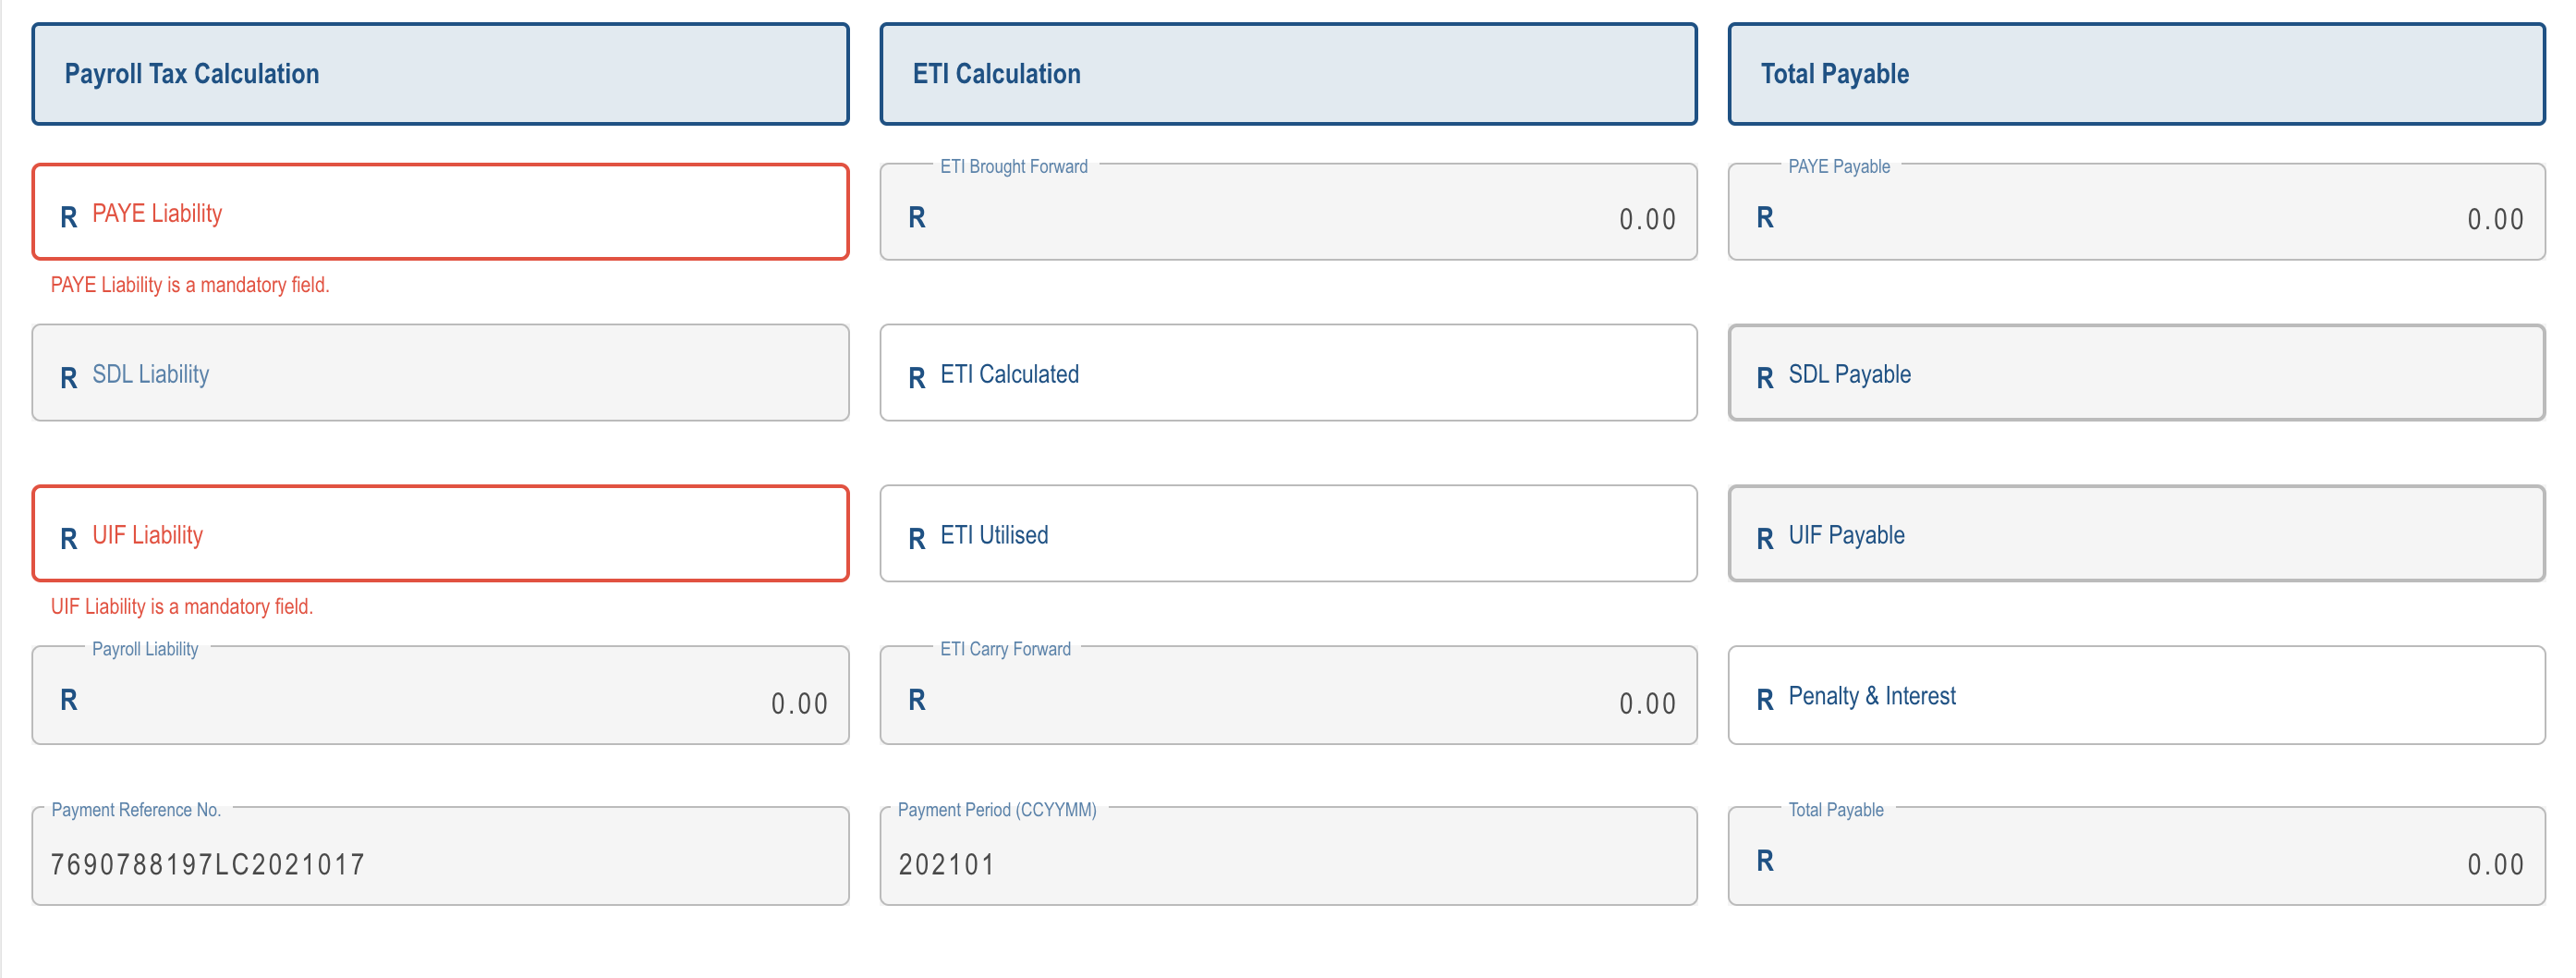 Payroll Tax Calculation
ETI Calculation
Total Payable
R PAYE Liability
PAYE Liability is a mandatory field.
ETI Brought Forward
R 0.00
PAYE Payable
R 0.00
R SDL Liability
R ETI Calculated
R SDL Payable
R UIF Liability
UIF Liability is a mandatory field.
R ETI Utilised
R UIF Payable
Payroll Liability
R 0.00
ETI Carry Forward
R 0.00
R Penalty & Interest
Payment Reference No.
7690788197LC2021017
Payment Period (CCYYMM)
202101
Total Payable
R 0.00